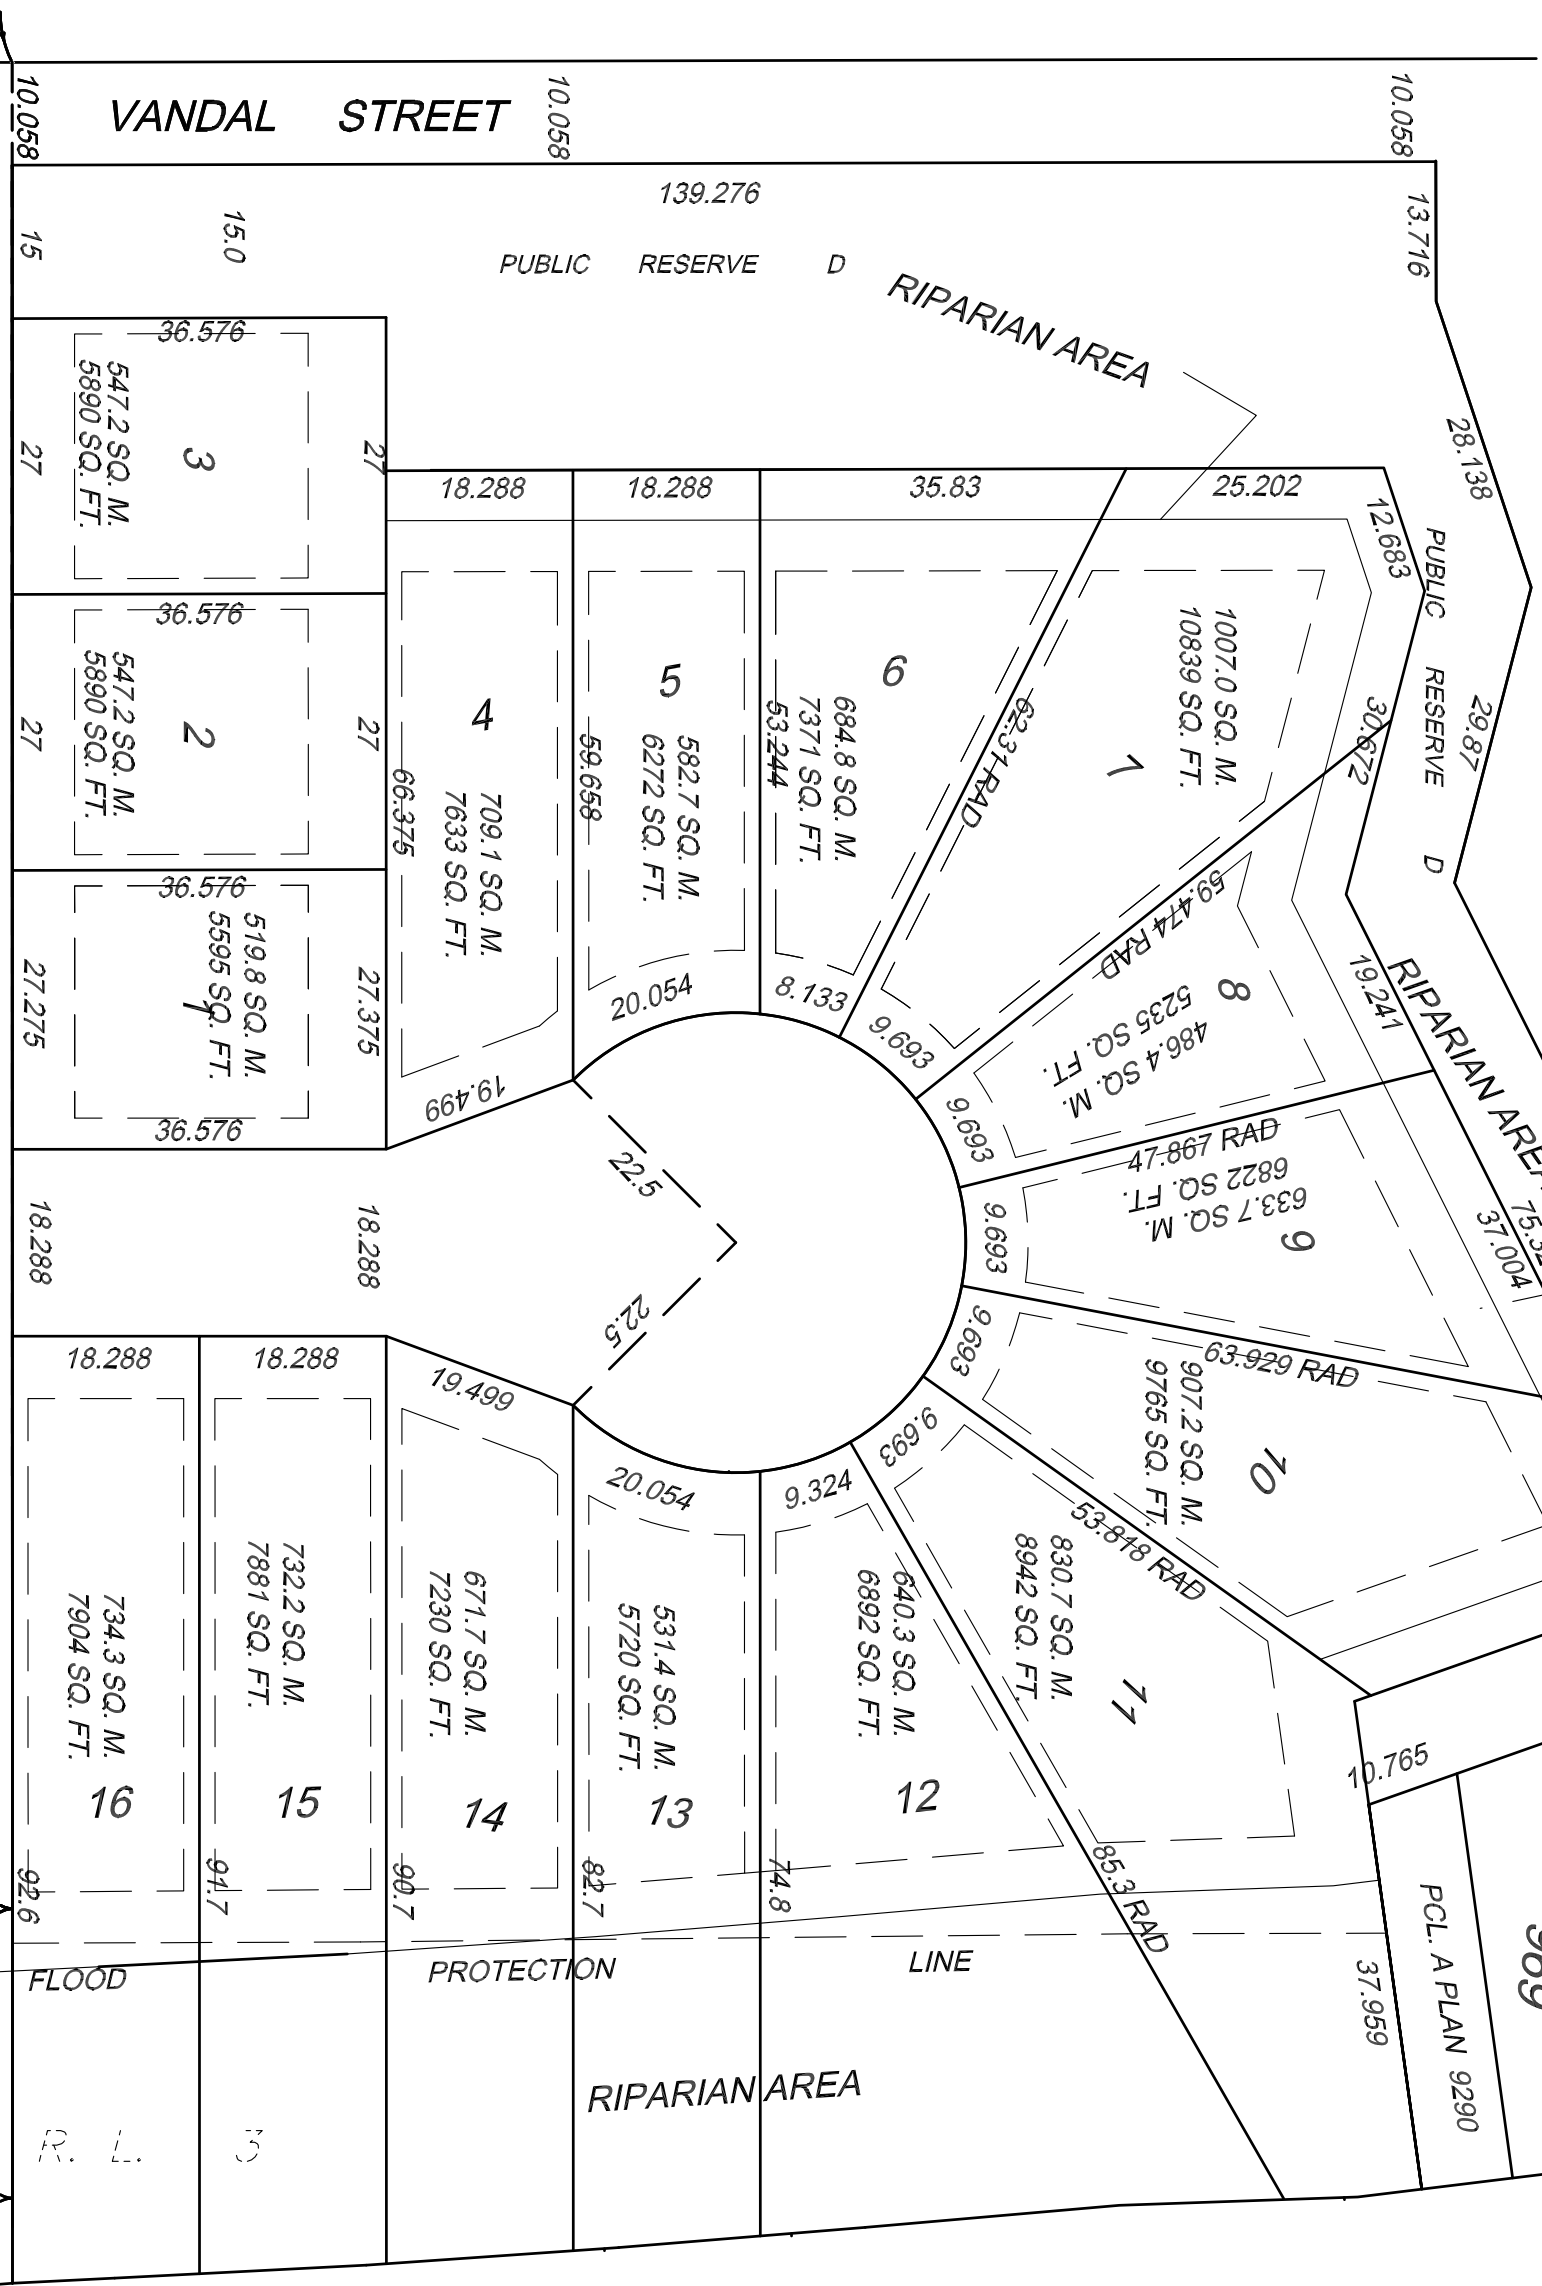 VANDAL STREET
10.058
10.058
10.058
139.276
13.716
15
15.0
PUBLIC RESERVE D
RIPARIAN AREA
28.138
36.576
547.2 SQ. M.
5890 SQ. FT.
3
27
27
18.288
18.288
35.83
25.202
12.683
PUBLIC RESERVE D
29.87
30.672
36.576
547.2 SQ. M.
5890 SQ. FT.
2
27
27
4
709.1 SQ. M.
7633 SQ. FT.
66.375
5
582.7 SQ. M.
6272 SQ. FT.
59.658
6
684.8 SQ. M.
7371 SQ. FT.
53.244
62.31 RAD
7
1007.0 SQ. M.
10839 SQ. FT.
59.474 RAD
36.576
519.8 SQ. M.
5595 SQ. FT.
1
27.275
27.375
36.576
19.499
20.054
8.133
9.693
8
486.4 SQ. M.
5235 SQ. FT.
9.693
19.241
RIPARIAN AREA
47.867 RAD
633.7 SQ. M.
6822 SQ. FT.
9
9.693
37.004
22.5
22.5
18.288
18.288
63.929 RAD
9.693
907.2 SQ. M.
9765 SQ. FT.
10
18.288
18.288
19.499
20.054
9.324
9.693
53.818 RAD
830.7 SQ. M.
8942 SQ. FT.
11
734.3 SQ. M.
7904 SQ. FT.
16
732.2 SQ. M.
7881 SQ. FT.
15
671.7 SQ. M.
7230 SQ. FT.
14
531.4 SQ. M.
5720 SQ. FT.
13
640.3 SQ. M.
6892 SQ. FT.
12
10.765
92.6
91.7
90.7
82.7
74.8
85.3 RAD
FLOOD PROTECTION LINE
37.959
PCL. A PLAN 9290
969
RIPARIAN AREA
R. L. 3